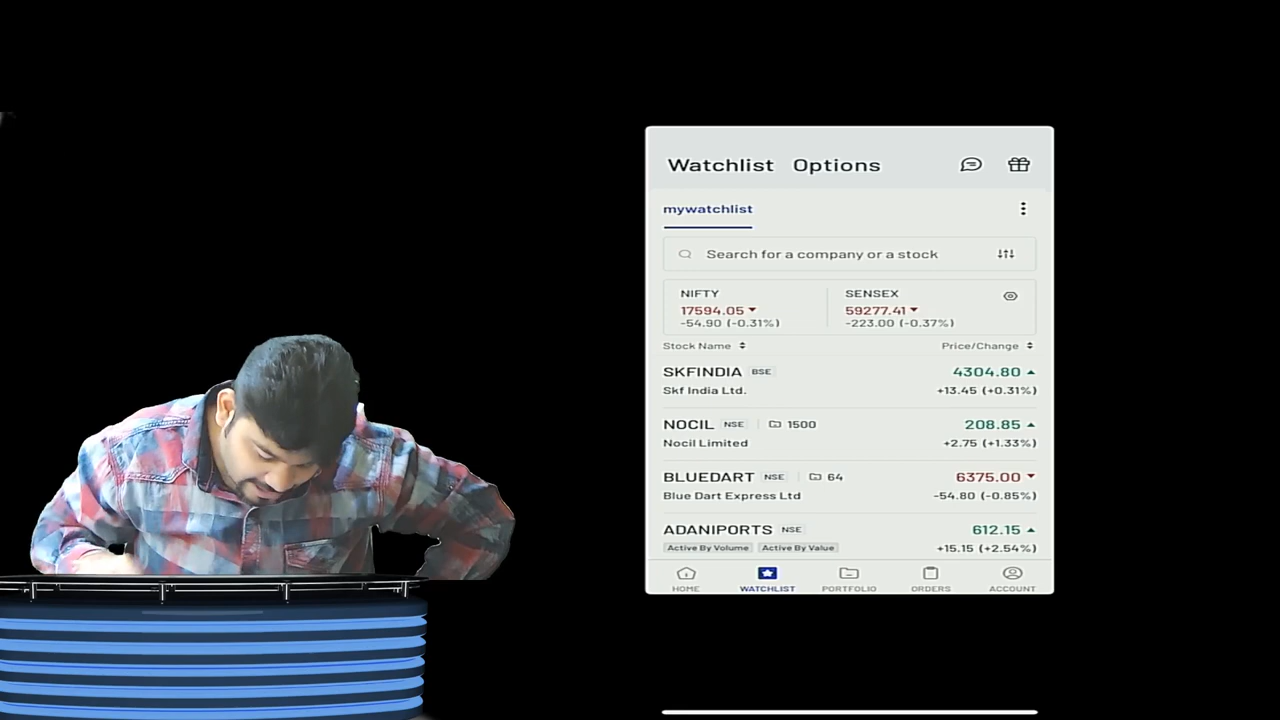 Watchlist Options
mywatchlist
Search for a company or a stock
NIFTY
17594.05
-54.90 (-0.31%)
SENSEX
59277.41
-223.00 (-0.37%)
Stock Name Price/Change
SKFINDIA BSE 4304.80
Skf India Ltd. +13.45 (+0.31%)
NOCIL NSE 1500 208.85
Nocil Limited +2.75 (+1.33%)
BLUEDART NSE 64 6375.00
Blue Dart Express Ltd -54.80 (-0.85%)
ADANIPORTS NSE 612.15
Active By Volume Active By Value +15.15 (+2.54%)
HOME WATCHLIST PORTFOLIO ORDERS ACCOUNT